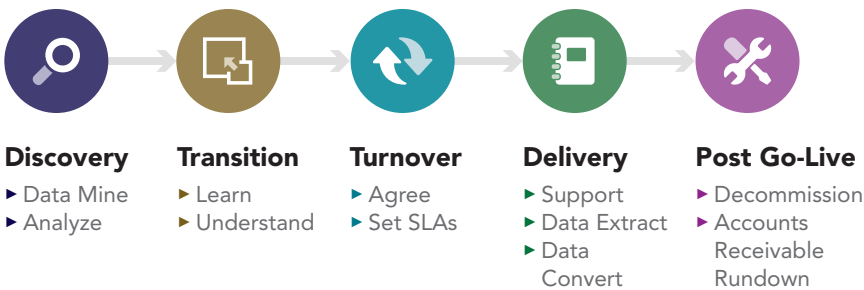 Discovery
Data Mine
Analyze
Transition
Learn
Understand
Turnover
Agree
Set SLAs
Delivery
Support
Data Extract
Data
Convert
Post Go-Live
Decommission
Accounts
Receivable
Rundown